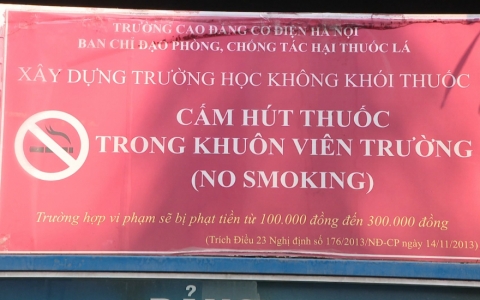 TRƯỜNG CAO ĐẲNG CƠ ĐIỆN HÀ NỘI
BAN CHỈ ĐẠO PHÒNG, CHỐNG TÁC HẠI THUỐC LÁ
XÂY DỰNG TRƯỜNG HỌC KHÔNG KHÓI THUỐC
CẤM HÚT THUỐC
TRONG KHUÔN VIÊN TRƯỜNG
(NO SMOKING)
Trường hợp vi phạm sẽ bị phạt tiền từ 100.000 đồng đến 300.000 đồng
(Trích Điều 23 Nghị định số 176/2013/NĐ-CP ngày 14/11/2013)